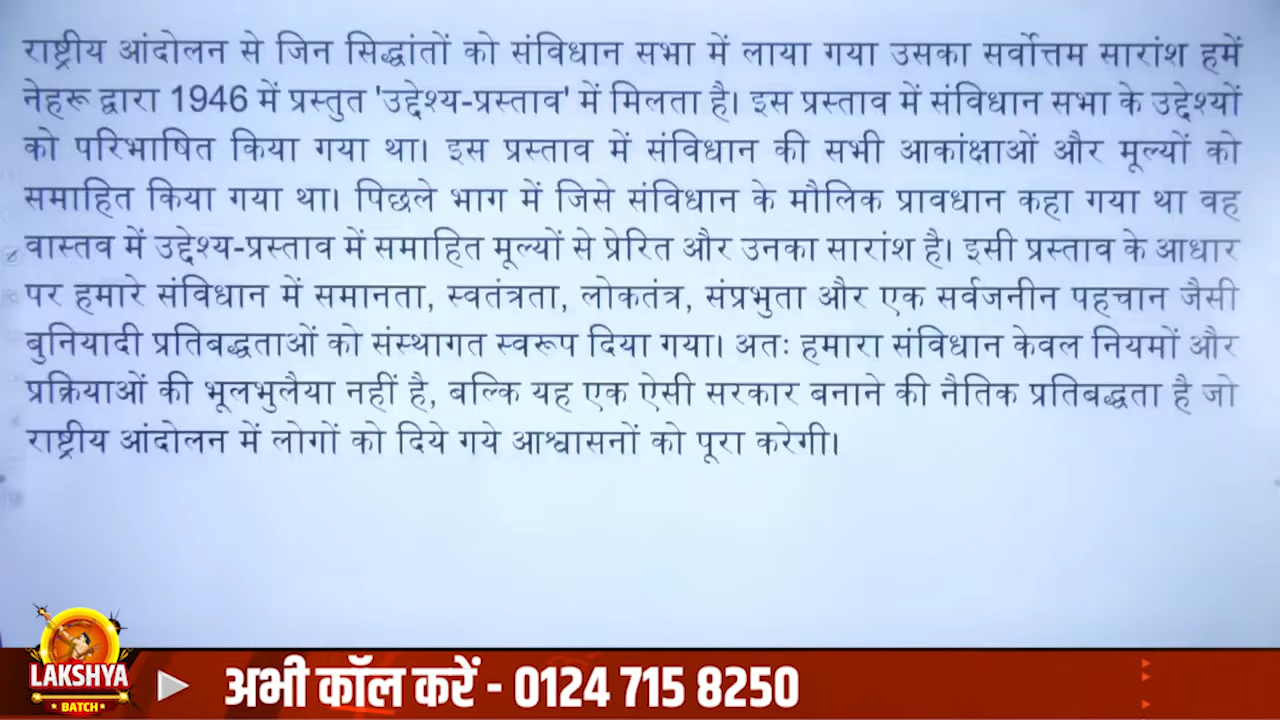 राष्ट्रीय आंदोलन से जिन सिद्धांतों को संविधान सभा में लाया गया उसका सर्वोत्तम सारांश हमें
नेहरू द्वारा 1946 में प्रस्तुत 'उद्देश्य-प्रस्ताव' में मिलता है। इस प्रस्ताव में संविधान सभा के उद्देश्यों
को परिभाषित किया गया था। इस प्रस्ताव में संविधान की सभी आकांक्षाओं और मूल्यों को
समाहित किया गया था। पिछले भाग में जिसे संविधान के मौलिक प्रावधान कहा गया था वह
वास्तव में उद्देश्य-प्रस्ताव में समाहित मूल्यों से प्रेरित और उनका सारांश है। इसी प्रस्ताव के आधार
पर हमारे संविधान में समानता, स्वतंत्रता, लोकतंत्र, संप्रभुता और एक सर्वजनीन पहचान जैसी
बुनियादी प्रतिबद्धताओं को संस्थागत स्वरूप दिया गया। अतः हमारा संविधान केवल नियमों और
प्रक्रियाओं की भूलभुलैया नहीं है, बल्कि यह एक ऐसी सरकार बनाने की नैतिक प्रतिबद्धता है जो
राष्ट्रीय आंदोलन में लोगों को दिये गये आश्वासनों को पूरा करेगी।
LAKSHYA
BATCH
अभी कॉल करें - 0124 715 8250